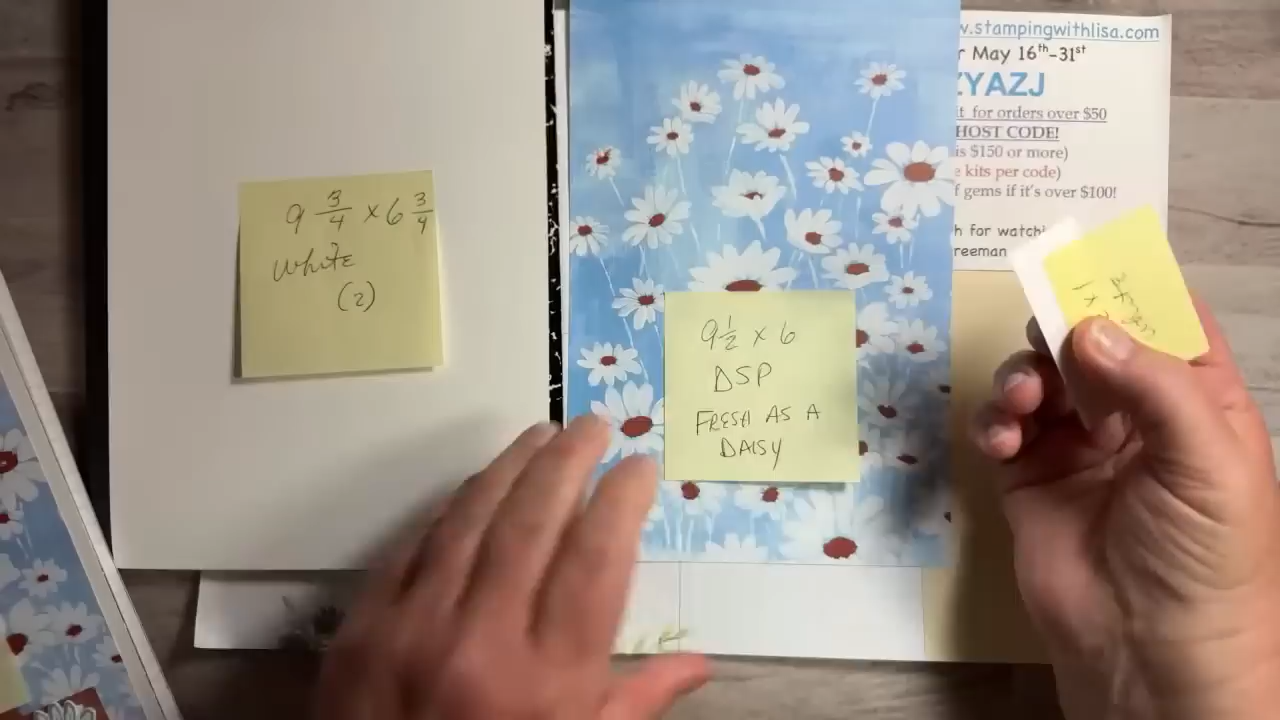 9 3/4 x 6 3/4
White
(2)
9 1/2 x 6
DSP
FRESH AS A
DAISY
w.stampingwithlisa.com
r May 16th-31st
ZYAZJ
it for orders over $50
HOST CODE!
is $150 or more)
e kits per code)
f gems if it's over $100!
h for watchi
reeman